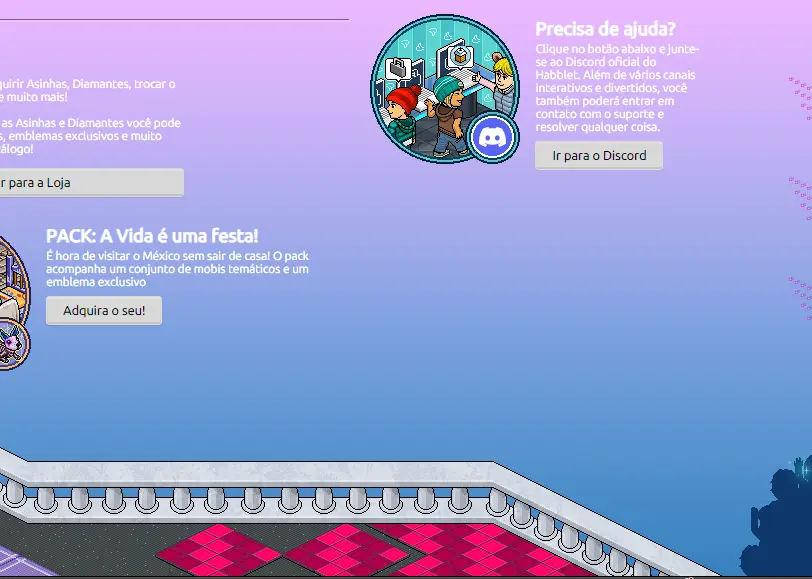 Precisa de ajuda?
Clique no botão abaixo e junte-
se ao Discord oficial do
Habblet. Além de vários canais
interativos e divertidos, você
também poderá entrar em
contato com o suporte e
resolver qualquer coisa.
Ir para o Discord
Asinhas, Diamantes, trocar o
e muito mais!
as Asinhas e Diamantes você pode
emblemas exclusivos e muito
para a Loja
PACK: A Vida é uma festa!
É hora de visitar o México sem sair de casa! O pack
acompanha um conjunto de mobis temáticos e um
emblema exclusivo
Adquira o seu!